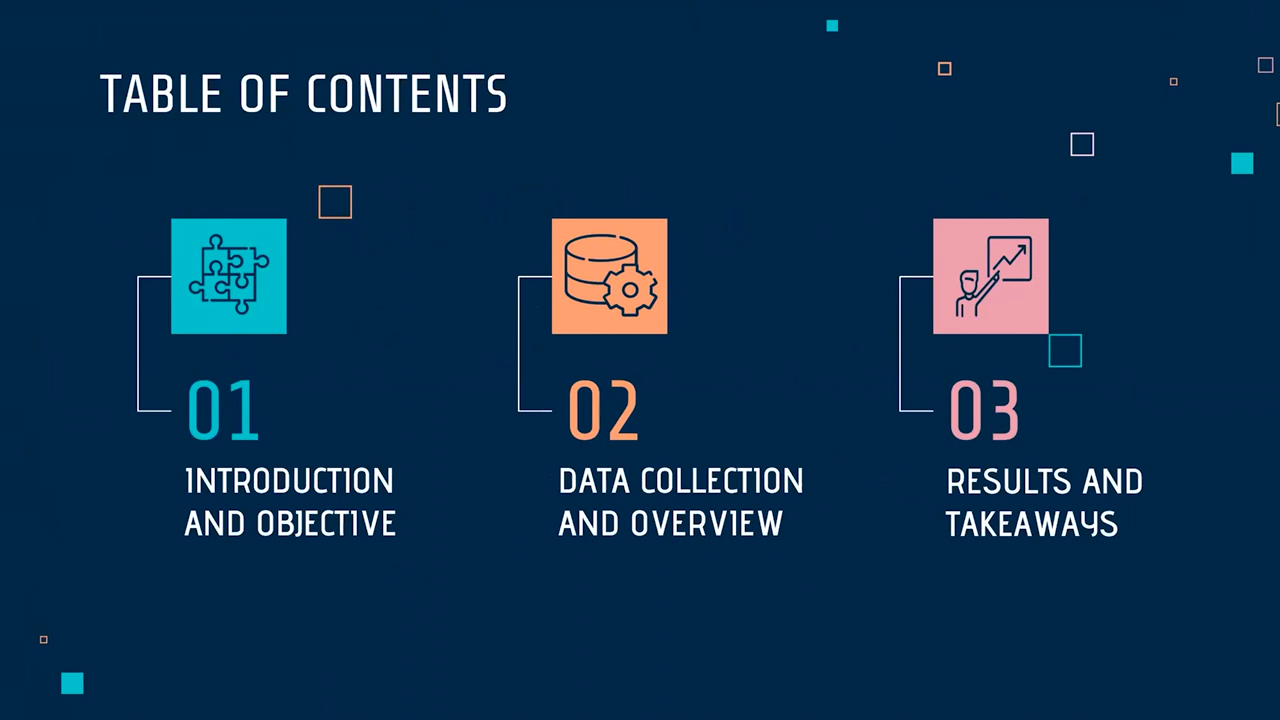 TABLE OF CONTENTS
01
INTRODUCTION
AND OBJECTIVE
02
DATA COLLECTION
AND OVERVIEW
03
RESULTS AND
TAKEAWAYS